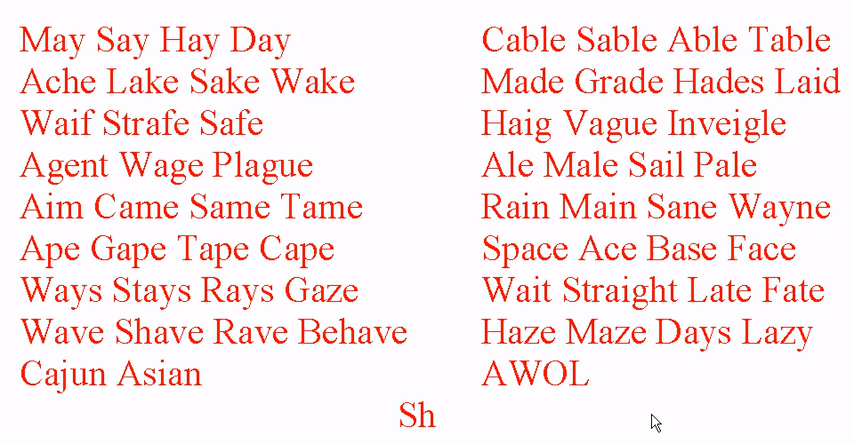 May Say Hay Day
Ache Lake Sake Wake
Waif Strafe Safe
Agent Wage Plague
Aim Came Same Tame
Ape Gape Tape Cape
Ways Stays Rays Gaze
Wave Shave Rave Behave
Cajun Asian
Cable Sable Able Table
Made Grade Hades Laid
Haig Vague Inveigle
Ale Male Sail Pale
Rain Main Sane Wayne
Space Ace Base Face
Wait Straight Late Fate
Haze Maze Days Lazy
AWOL
Sh